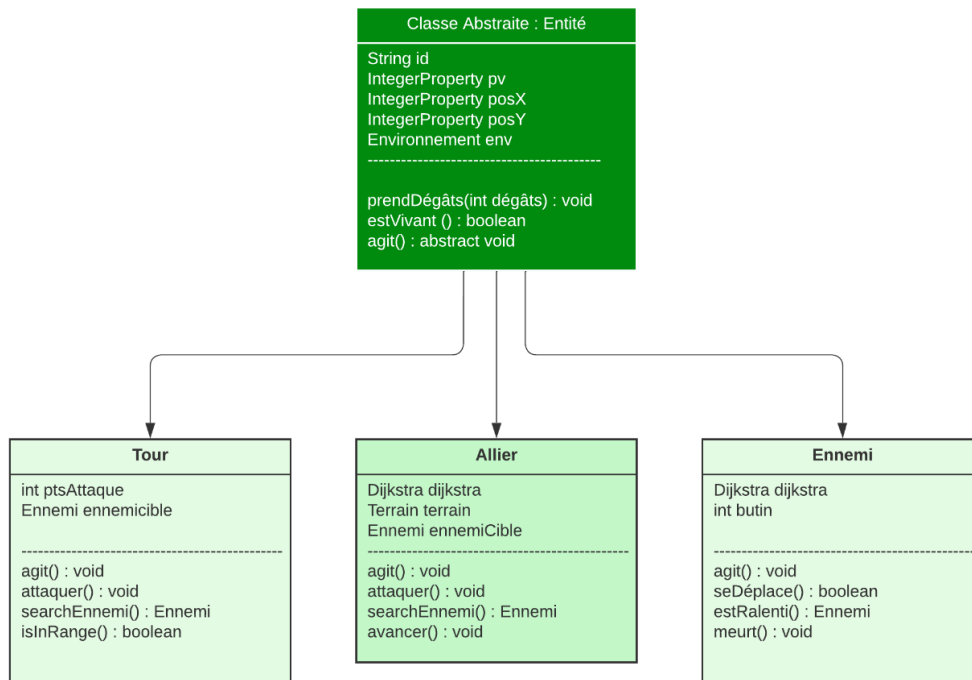 Classe Abstraite : Entité
String id
IntegerProperty pv
IntegerProperty posX
IntegerProperty posY
Environnement env
------------------------------------------
prendDégâts(int dégâts) : void
estVivant () : boolean
agit() : abstract void
Tour
int ptsAttaque
Ennemi ennemicible
-----------------------------------------------
agit() : void
attaquer() : void
searchEnnemi() : Ennemi
isInRange() : boolean
Allier
Dijkstra dijkstra
Terrain terrain
Ennemi ennemiCible
-----------------------------------------------
agit() : void
attaquer() : void
searchEnnemi() : Ennemi
avancer() : void
Ennemi
Dijkstra dijkstra
int butin
-----------------------------------------------
agit() : void
seDéplace() : boolean
estRalenti() : Ennemi
meurt() : void